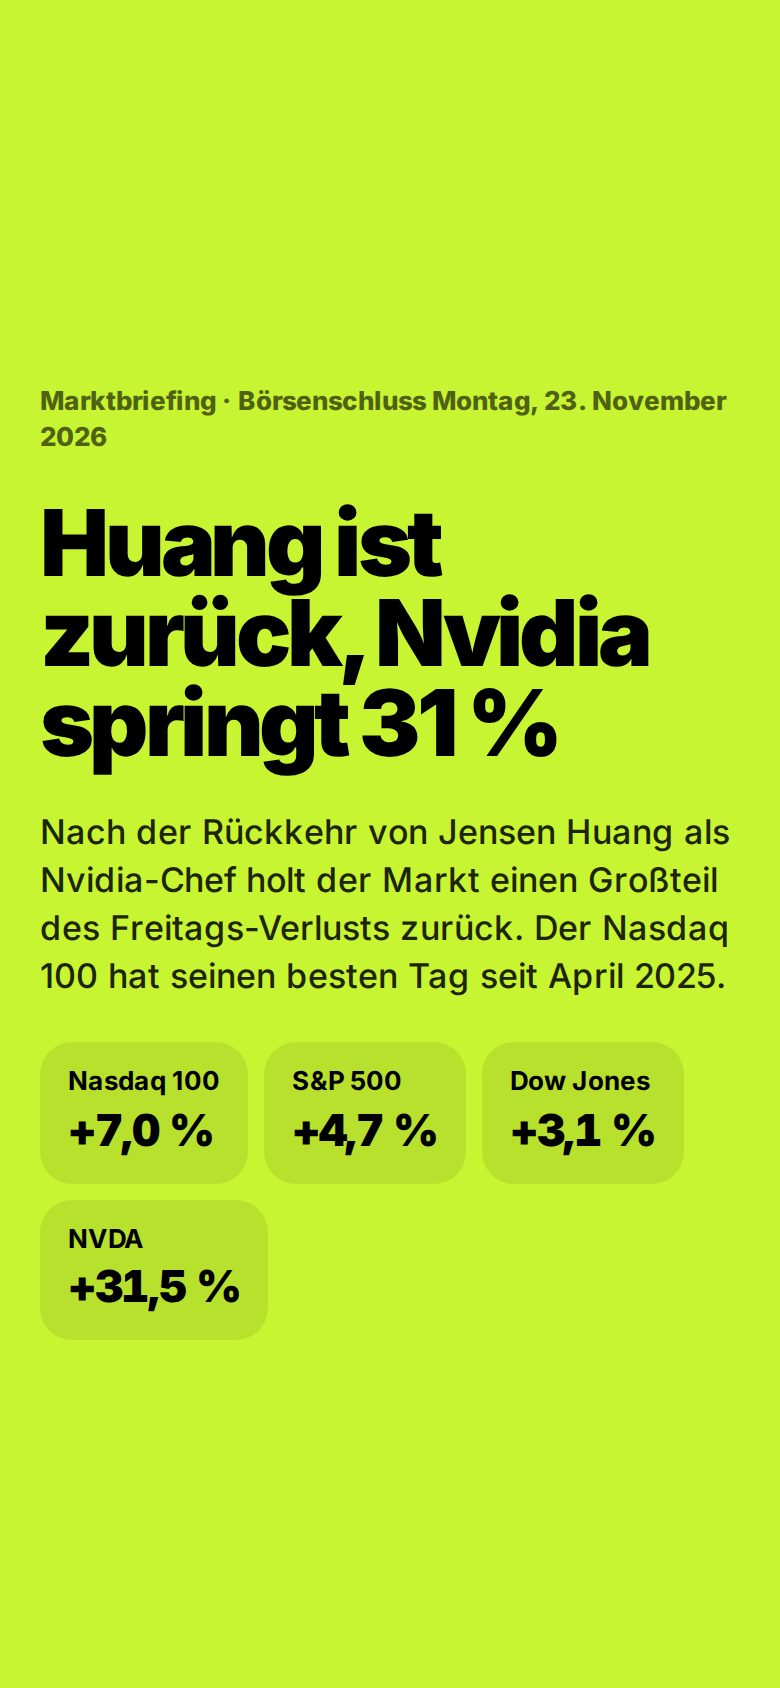 Marktbriefing · Börsenschluss Montag, 23. November
2026
Huang ist
zurück, Nvidia
springt 31 %
Nach der Rückkehr von Jensen Huang als
Nvidia-Chef holt der Markt einen Großteil
des Freitags-Verlusts zurück. Der Nasdaq
100 hat seinen besten Tag seit April 2025.
Nasdaq 100
+7,0 %
S&P 500
+4,7 %
Dow Jones
+3,1 %
NVDA
+31,5 %